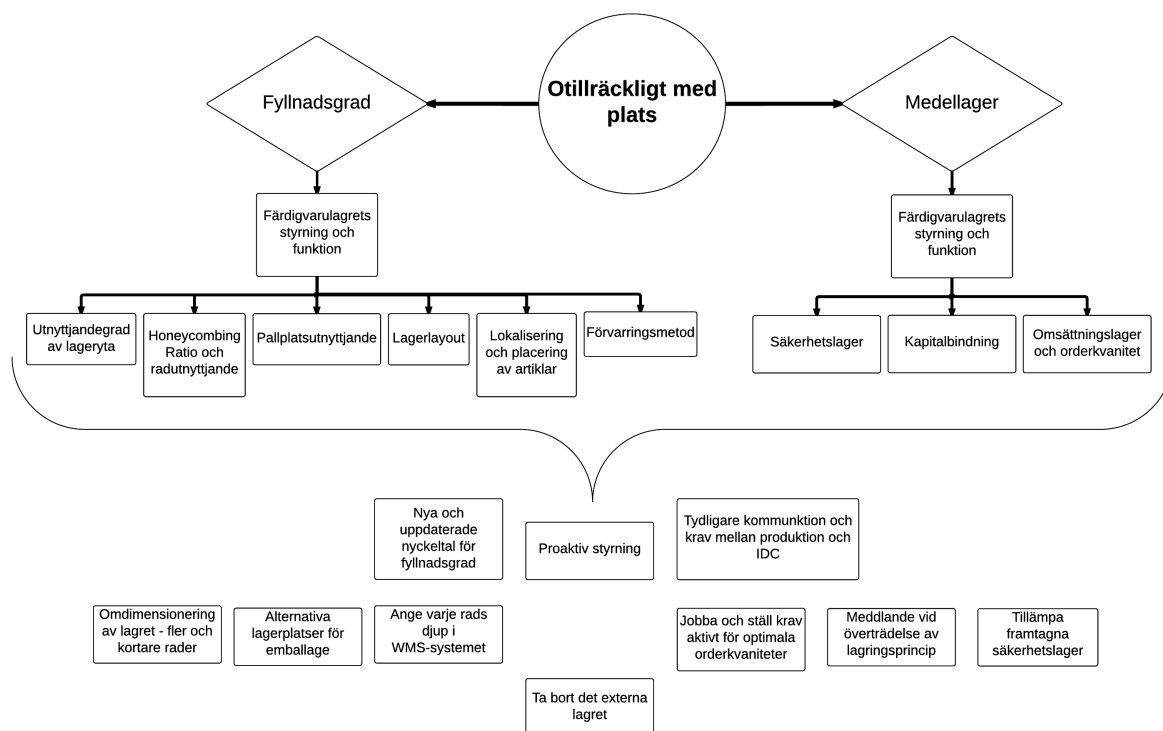 Otillräckligt med
plats
Fyllnadsgrad
Medellager
Färdigvarulagrets
styrning och
funktion
Färdigvarulagrets
styrning och
funktion
Utnyttjandegrad
av lageryta
Honeycombing
Ratio och
radutnyttjande
Pallplatsutnyttjande
Lagerlayout
Lokalisering
och placering
av artiklar
Förvarringsmetod
Säkerhetslager
Kapitalbindning
Omsättningslager
och orderkvanitet
Nya och
uppdaterade
nyckeltal för
fyllnadsgrad
Proaktiv styrning
Tydligare kommunktion och
krav mellan produktion och
IDC
Omdimensionering
av lagret - fler och
kortare rader
Alternativa
lagerplatser för
emballage
Ange varje rads
djup i
WMS-systemet
Jobba och ställ krav
aktivt för optimala
orderkvaniteter
Meddlande vid
överträdelse av
lagringsprincip
Tillämpa
framtagna
säkerhetslager
Ta bort det externa
lagret